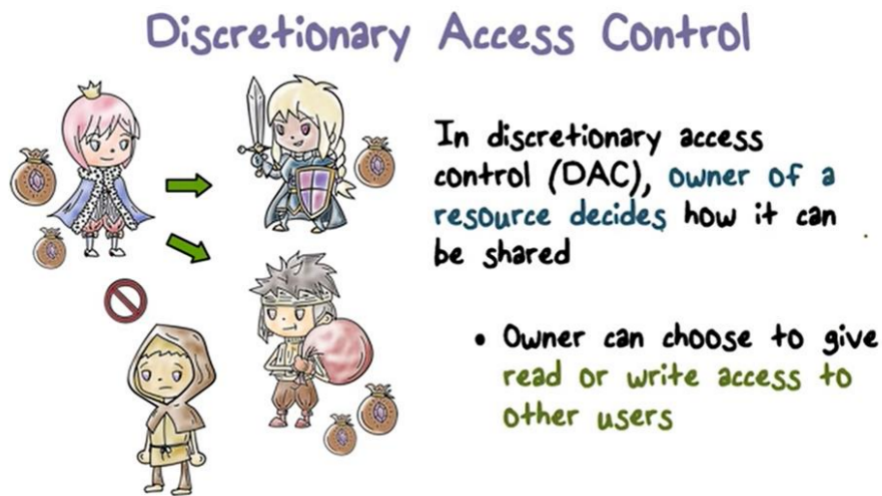 Discretionary Access Control
In discretionary access
control (DAC), owner of a
resource decides how it can
be shared
• Owner can choose to give
read or write access to
other users